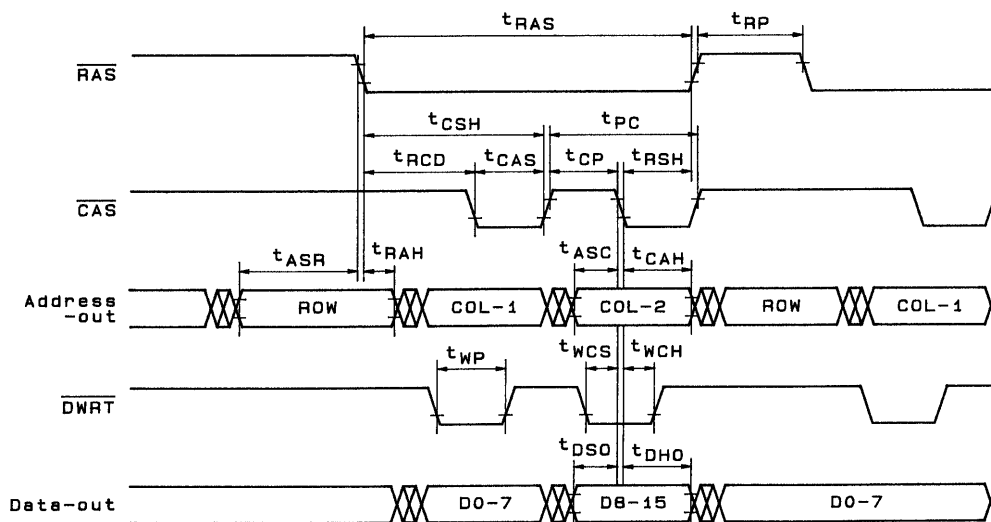 tRAS tRP
RAS
tCSH tPC
tRCD tCAS tCP tRSH
CAS
tASR tRAH tASC tCAH
Address
-out ROW COL-1 COL-2 ROW COL-1
tWP tWCS tWCH
DWRT
tDSO tDHO
Data-out D0-7 D8-15 D0-7